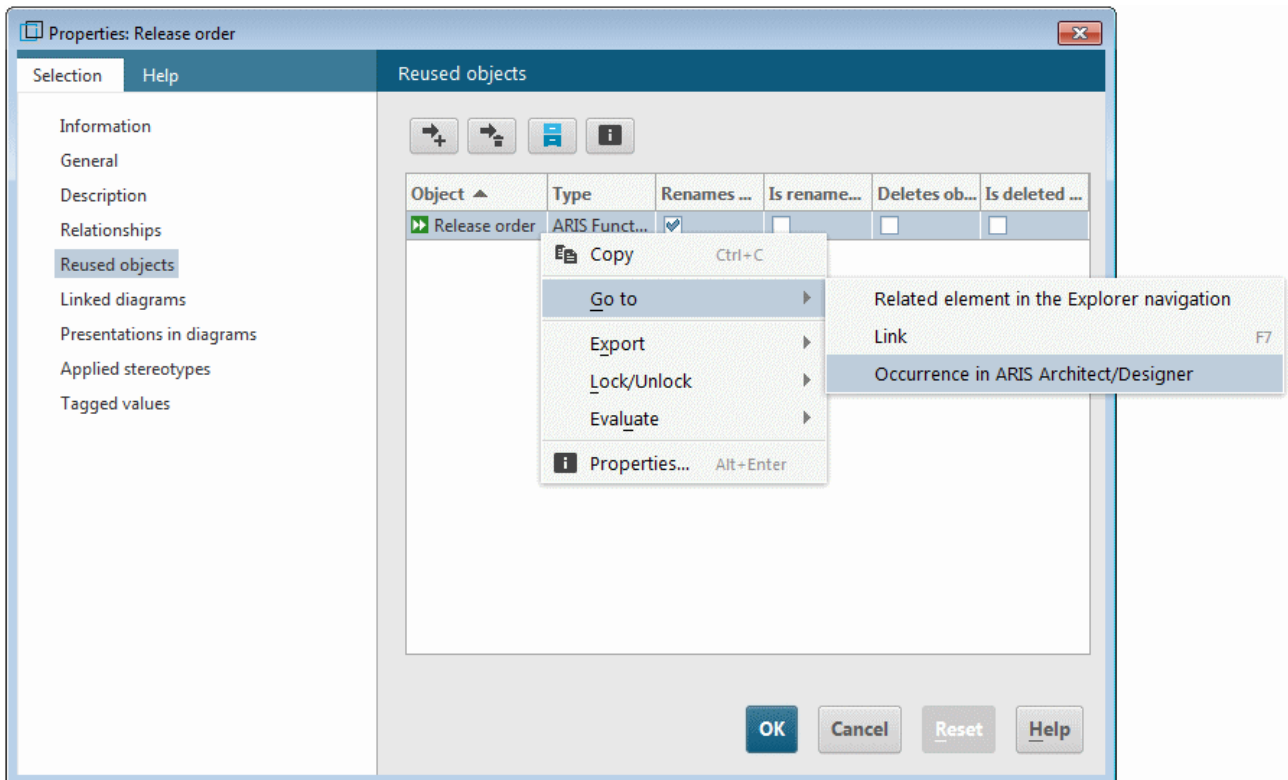 Properties: Release order
Selection Help
Reused objects
Information
General
Description
Relationships
Reused objects
Linked diagrams
Presentations in diagrams
Applied stereotypes
Tagged values
Object Type Renames ... Is rename... Deletes ob... Is deleted ...
Release order ARIS Funct...
Copy Ctrl+C
Go to
Export
Lock/Unlock
Evaluate
Properties... Alt+Enter
Related element in the Explorer navigation
Link F7
Occurrence in ARIS Architect/Designer
OK Cancel Reset Help